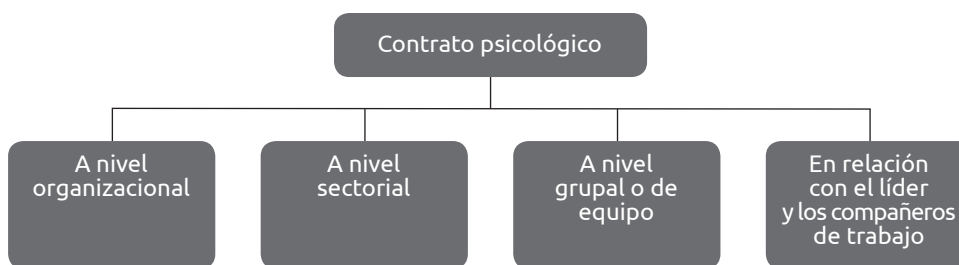 Contrato psicológico
A nivel
organizacional
A nivel
sectorial
A nivel
grupal o de
equipo
En relación
con el líder
y los compañeros
de trabajo